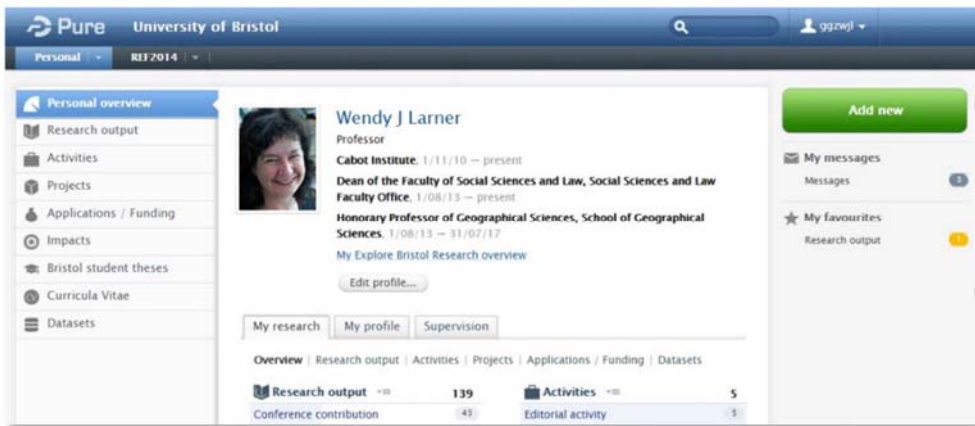 Pure University of Bristol
ggzwjl
Personal
REF2014
Personal overview
Research output
Activities
Projects
Applications / Funding
Impacts
Bristol student theses
Curricula Vitae
Datasets
Wendy J Larner
Professor
Cabot Institute, 1/11/10 — present
Dean of the Faculty of Social Sciences and Law, Social Sciences and Law
Faculty Office, 1/08/13 — present
Honorary Professor of Geographical Sciences, School of Geographical
Sciences, 1/08/13 — 31/07/17
My Explore Bristol Research overview
Edit profile...
My research My profile Supervision
Overview | Research output | Activities | Projects | Applications / Funding | Datasets
Research output 139
Conference contribution 43
Activities 5
Editorial activity 5
Add new
My messages
Messages
My favourites
Research output